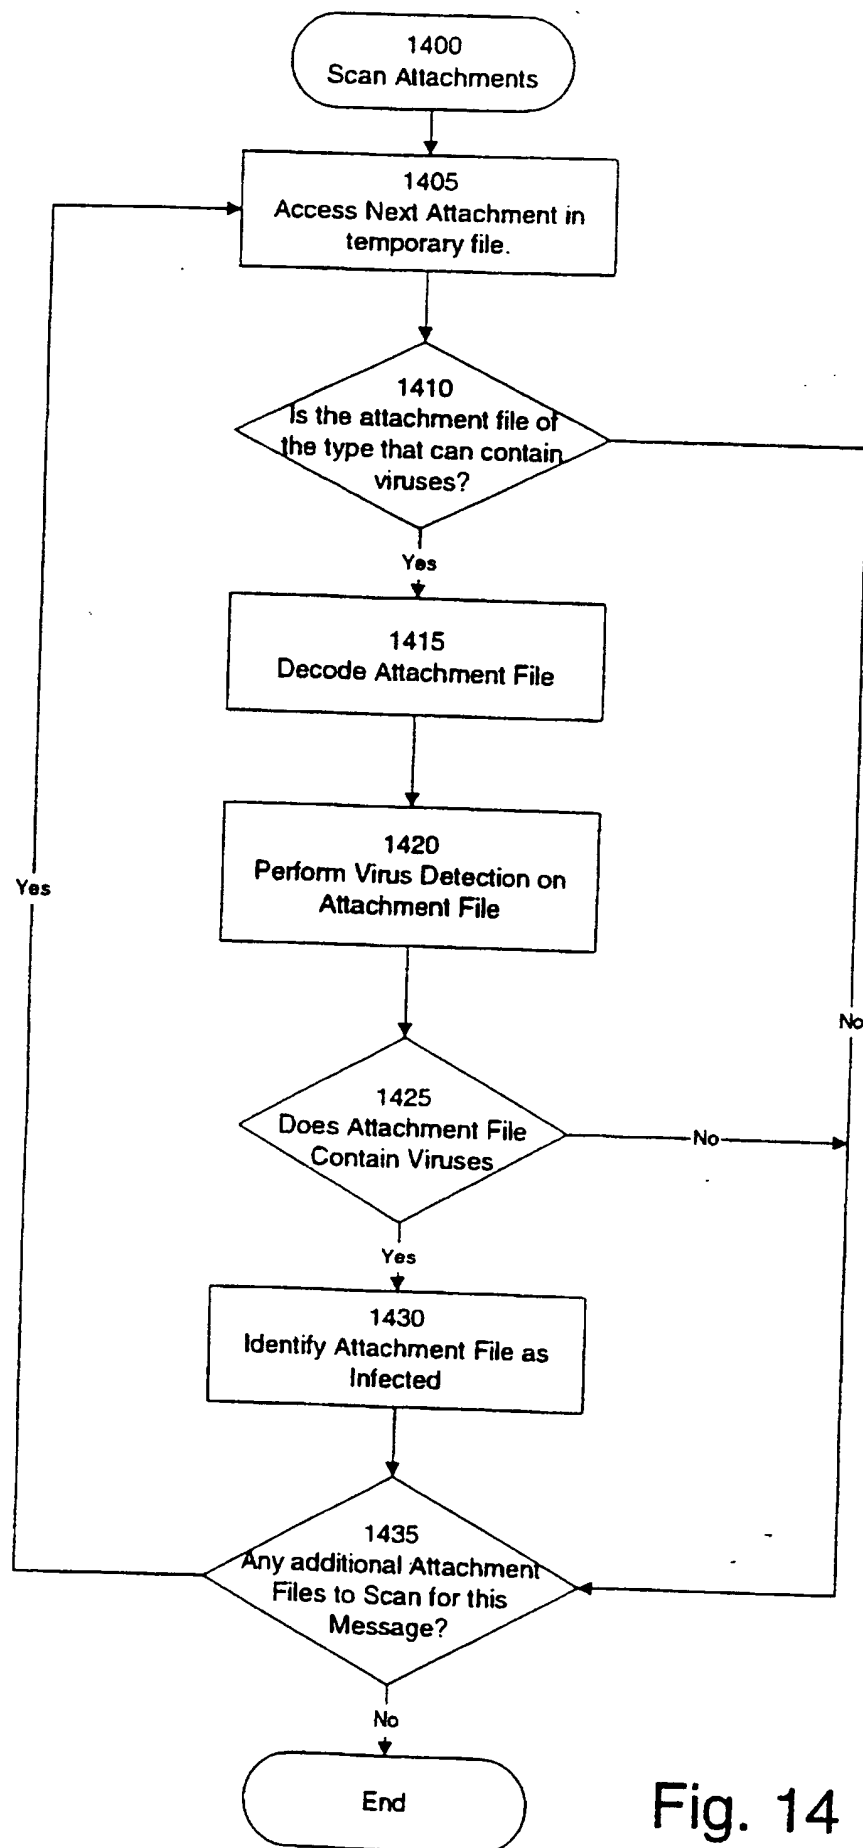 1400
Scan Attachments
1405
Access Next Attachment in
temporary file.
1410
Is the attachment file of
the type that can contain
viruses?
Yes
1415
Decode Attachment File
1420
Perform Virus Detection on
Attachment File
Yes
No
1425
Does Attachment File
Contain Viruses
No
Yes
1430
Identify Attachment File as
Infected
1435
Any additional Attachment
Files to Scan for this
Message?
No
End
Fig. 14